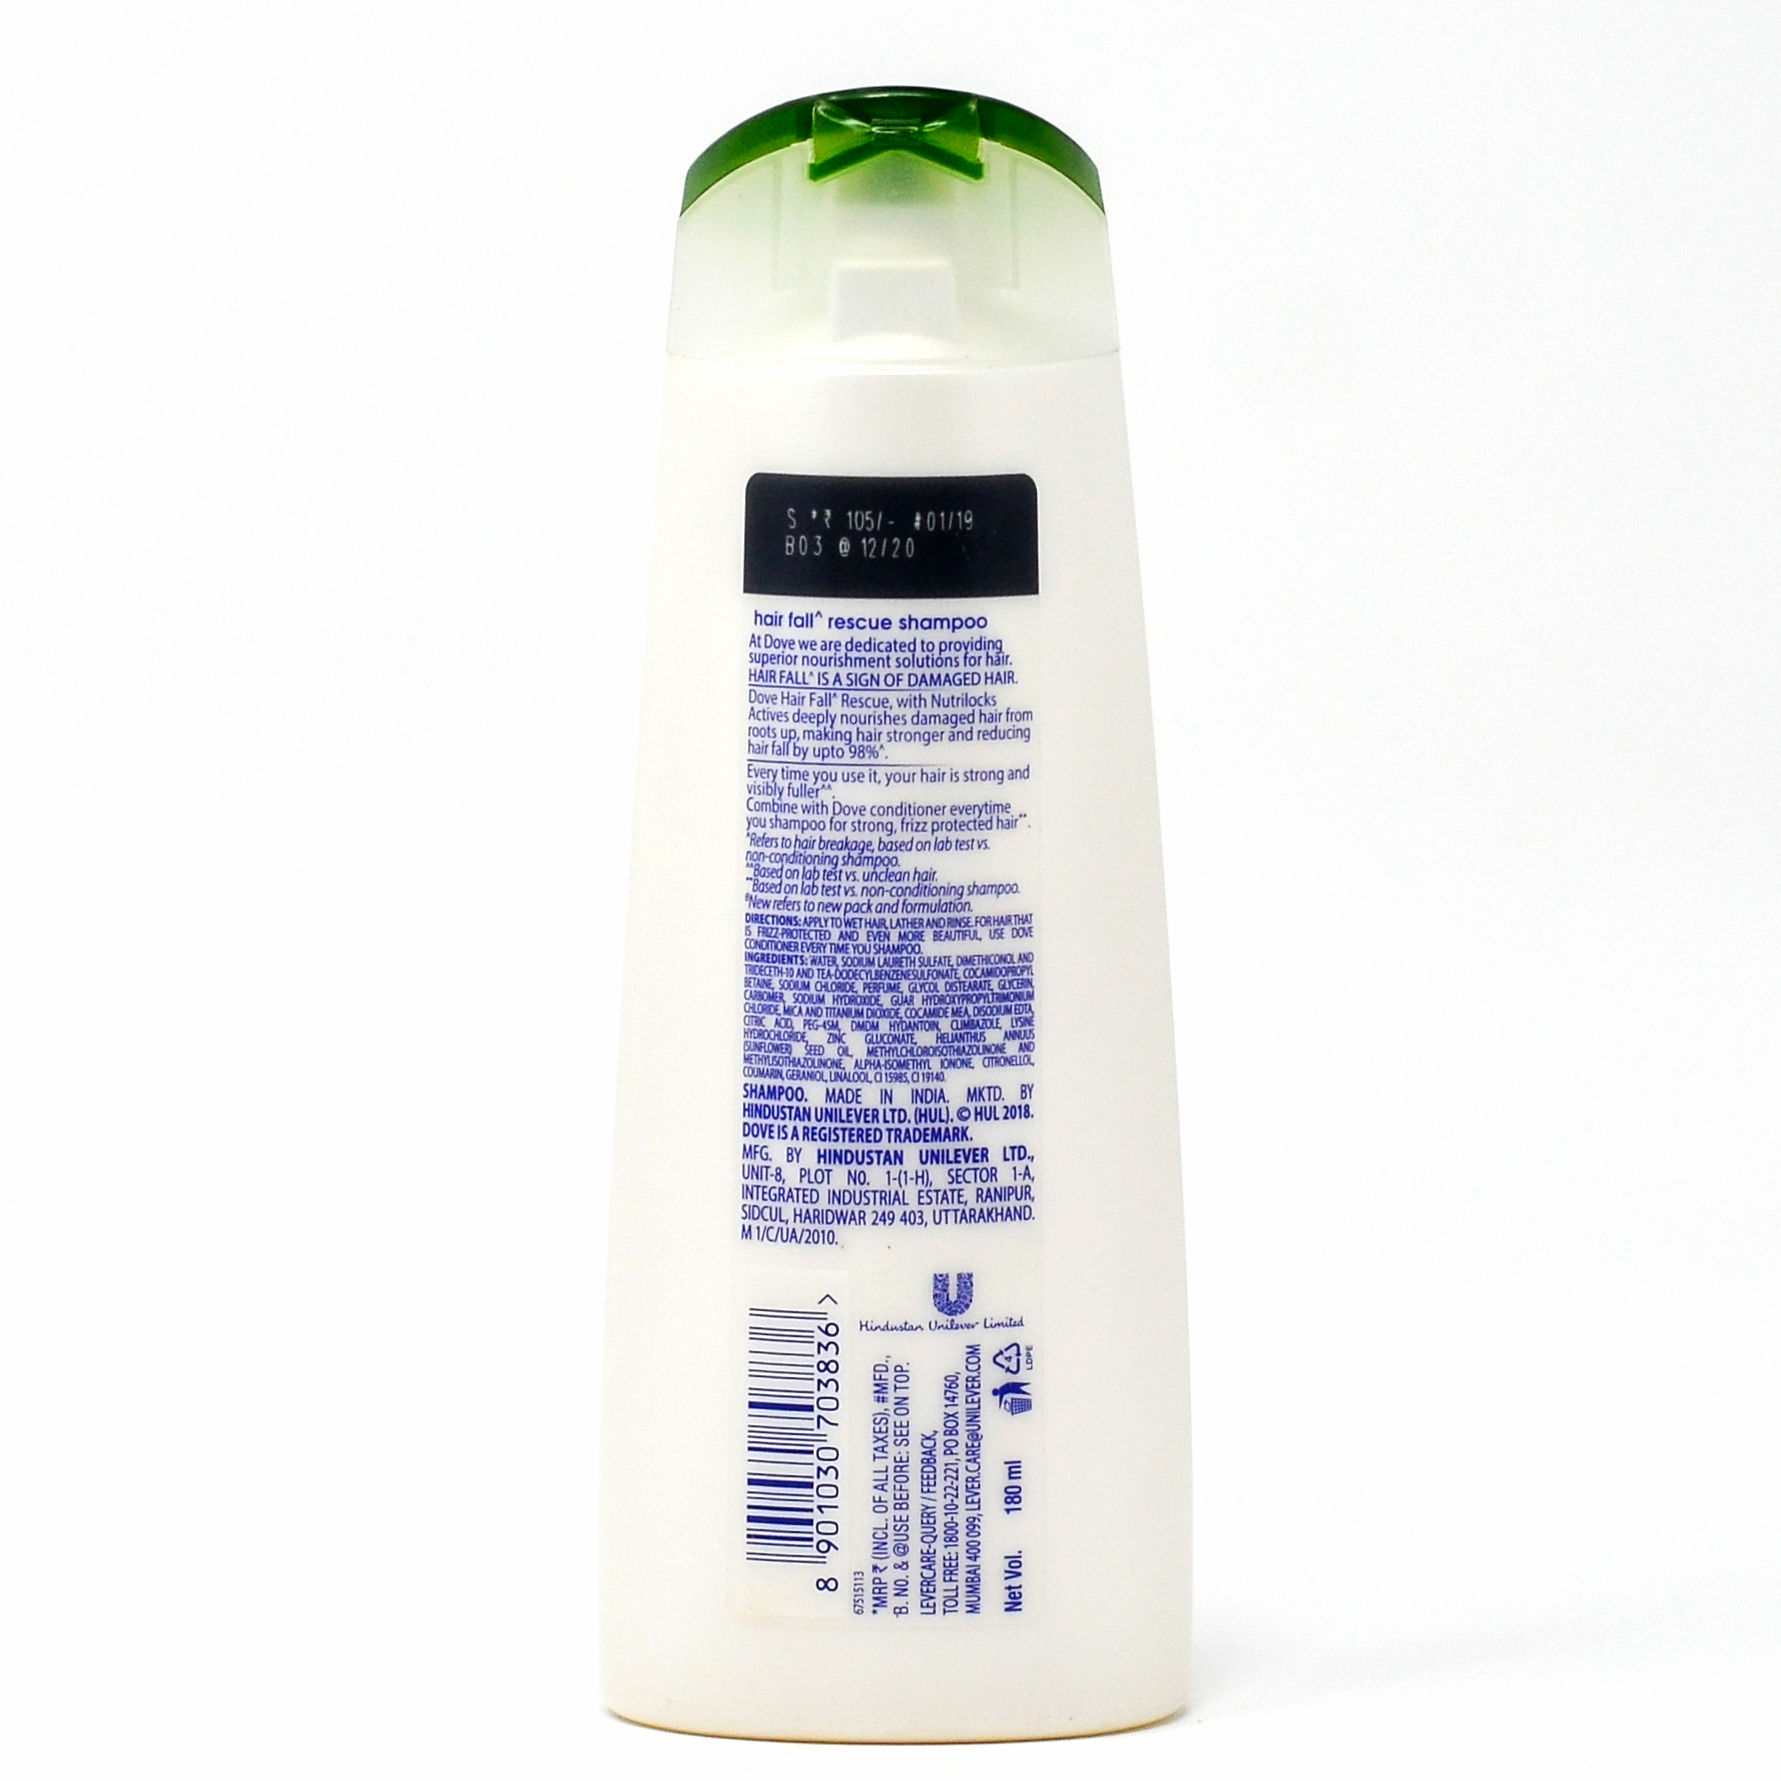 S *₹ 105/- #01/19
B03 @ 12/20
hair fall^ rescue shampoo
At Dove we are dedicated to providing
superior nourishment solutions for hair.
HAIR FALL^ IS A SIGN OF DAMAGED HAIR.
Dove Hair Fall^ Rescue, with Nutrilocks
Actives deeply nourishes damaged hair from
roots up, making hair stronger and reducing
hair fall by upto 98%^.
Every time you use it, your hair is strong and
visibly fuller^^.
Combine with Dove conditioner everytime
you shampoo for strong, frizz protected hair**.
^Refers to hair breakage, based on lab test vs.
non-conditioning shampoo.
^^Based on lab test vs. unclean hair.
**Based on lab test vs. non-conditioning shampoo.
#New refers to new pack and formulation.
DIRECTIONS: APPLY TO WET HAIR, LATHER AND RINSE. FOR HAIR THAT
IS FRIZZ-PROTECTED AND EVEN MORE BEAUTIFUL, USE DOVE
CONDITIONER EVERY TIME YOU SHAMPOO.
INGREDIENTS: WATER, SODIUM LAURETH SULFATE, DIMETHICONOL AND
TRIDECETH-10 AND TEA-DODECYLBENZENESULFONATE, COCAMIDOPROPYL
BETAINE, SODIUM CHLORIDE, PERFUME, GLYCOL DISTEARATE, GLYCERIN,
CARBOMER, SODIUM HYDROXIDE, GUAR HYDROXYPROPYLTRIMONIUM
CHLORIDE, MICA AND TITANIUM DIOXIDE, COCAMIDE MEA, DISODIUM EDTA,
CITRIC ACID, PEG-45M, DMDM HYDANTOIN, CLIMBAZOLE, LYSINE
HYDROCHLORIDE, ZINC GLUCONATE, HELIANTHUS ANNUUS
(SUNFLOWER) SEED OIL, METHYLCHLOROISOTHIAZOLINONE AND
METHYLISOTHIAZOLINONE, ALPHA-ISOMETHYL IONONE, CITRONELLOL,
COUMARIN, GERANIOL, LINALOOL, CI 15985, CI 19140.
SHAMPOO. MADE IN INDIA. MKTD. BY
HINDUSTAN UNILEVER LTD. (HUL). © HUL 2018.
DOVE IS A REGISTERED TRADEMARK.
MFG. BY HINDUSTAN UNILEVER LTD.,
UNIT-8, PLOT NO. 1-(1-H), SECTOR 1-A,
INTEGRATED INDUSTRIAL ESTATE, RANIPUR,
SIDCUL, HARIDWAR 249 403, UTTARAKHAND.
M 1/C/UA/2010.
Hindustan Unilever Limited
8 901030 703836 >
67515113
*MRP ₹ (INCL. OF ALL TAXES), #MFD.,
B. NO. & @USE BEFORE: SEE ON TOP.
LEVERCARE-QUERY / FEEDBACK,
TOLL FREE: 1800-10-22-221, PO BOX 14760,
MUMBAI 400 099, LEVER.CARE@UNILEVER.COM
Net Vol. 180 ml
4
LDPE